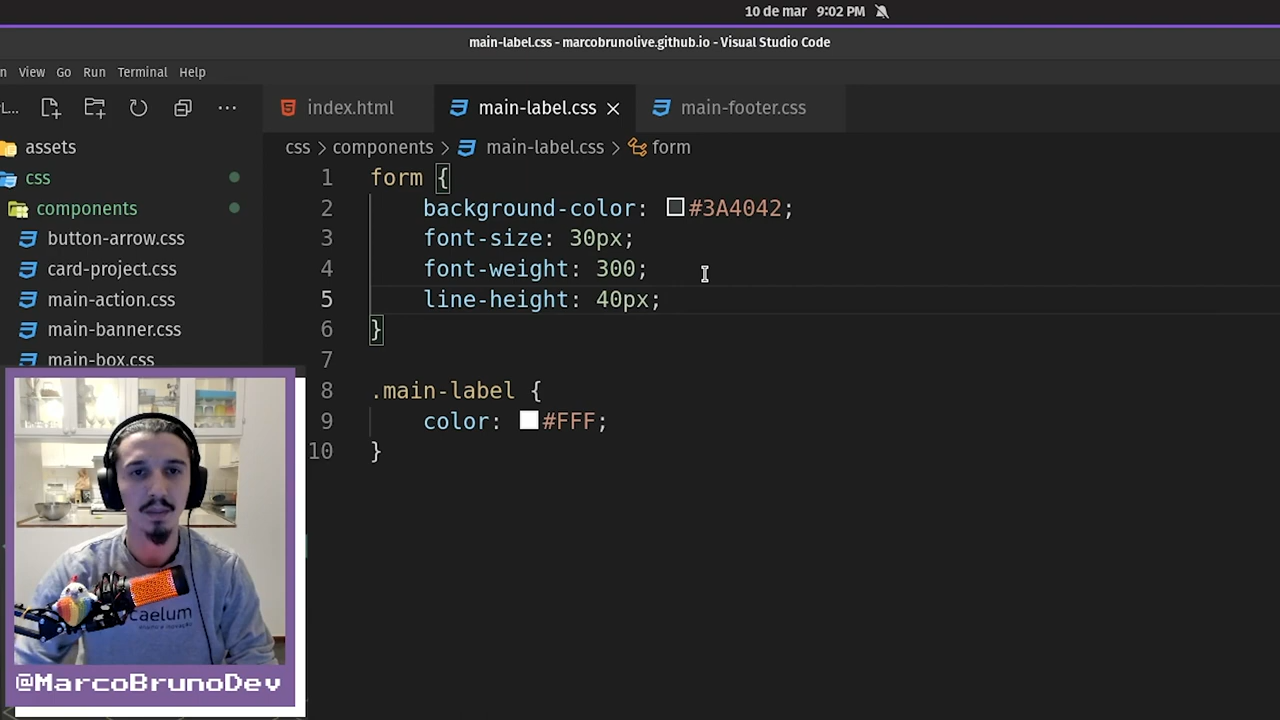 10 de mar 9:02 PM
main-label.css - marcobrunolive.github.io - Visual Studio Code
n View Go Run Terminal Help
L... ...
index.html main-label.css main-footer.css
css > components > main-label.css > form
assets
css
components
button-arrow.css
card-project.css
main-action.css
main-banner.css
main-box.css
1 form {
2 background-color: #3A4042;
3 font-size: 30px;
4 font-weight: 300;
5 line-height: 40px;
6 }
7
8 .main-label {
9 color: #FFF;
10 }
caelum
@MarcoBrunoDev